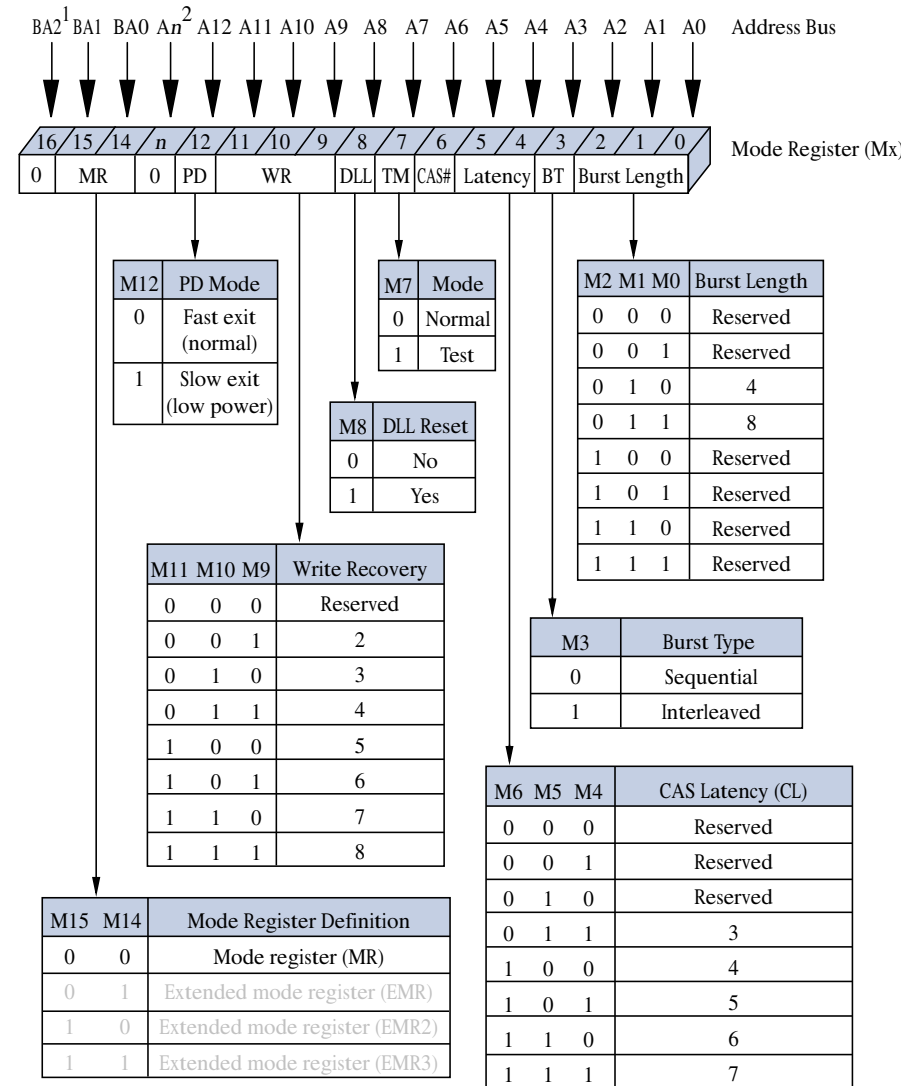 BA2¹ BA1 BA0 An² A12 A11 A10 A9 A8 A7 A6 A5 A4 A3 A2 A1 A0 Address Bus
16 15 14 n 12 11 10 9 8 7 6 5 4 3 2 1 0 Mode Register (Mx)
0 MR 0 PD WR DLL TM CAS# Latency BT Burst Length
M12 PD Mode
0 Fast exit
(normal)
1 Slow exit
(low power)
M7 Mode
0 Normal
1 Test
M2 M1 M0 Burst Length
0 0 0 Reserved
0 0 1 Reserved
0 1 0 4
0 1 1 8
1 0 0 Reserved
1 0 1 Reserved
1 1 0 Reserved
1 1 1 Reserved
M8 DLL Reset
0 No
1 Yes
M11 M10 M9 Write Recovery
0 0 0 Reserved
0 0 1 2
0 1 0 3
0 1 1 4
1 0 0 5
1 0 1 6
1 1 0 7
1 1 1 8
M3 Burst Type
0 Sequential
1 Interleaved
M6 M5 M4 CAS Latency (CL)
0 0 0 Reserved
0 0 1 Reserved
0 1 0 Reserved
0 1 1 3
1 0 0 4
1 0 1 5
1 1 0 6
1 1 1 7
M15 M14 Mode Register Definition
0 0 Mode register (MR)
0 1 Extended mode register (EMR)
1 0 Extended mode register (EMR2)
1 1 Extended mode register (EMR3)